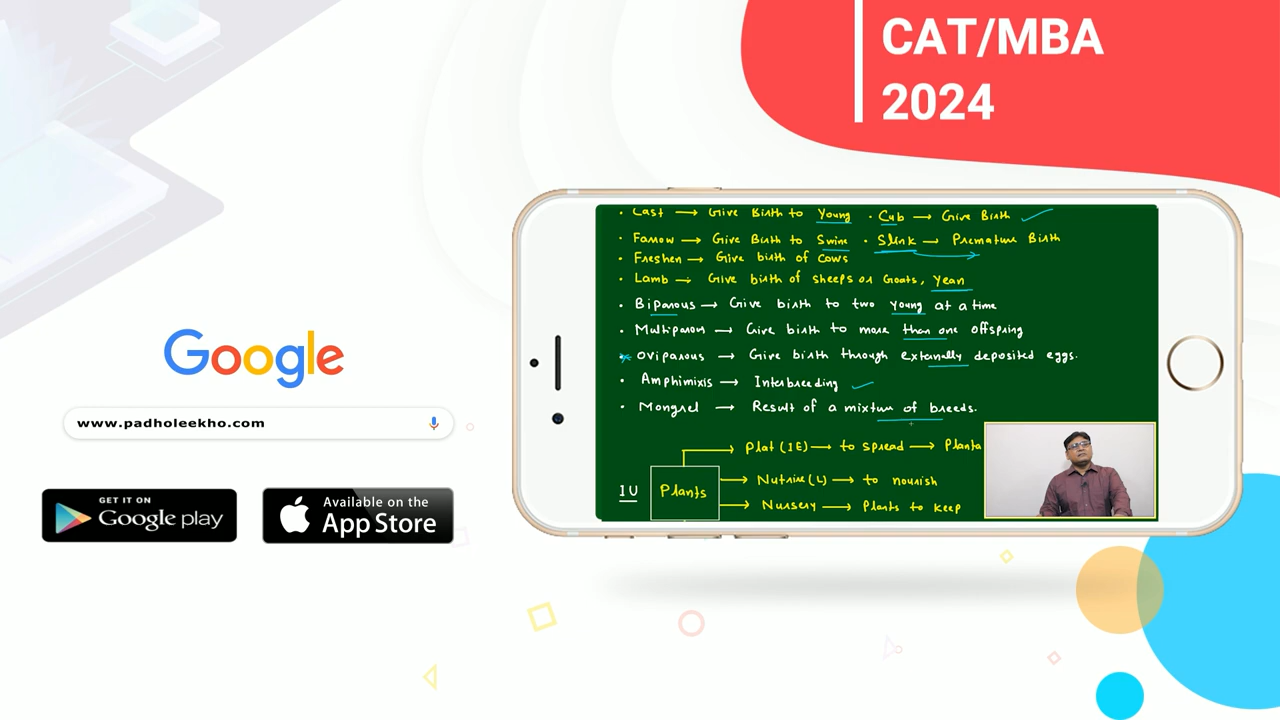 CAT/MBA
2024
Google
www.padholeekho.com
GET IT ON
Google play
Available on the
App Store
· Cast → Give Birth to Young · Cub → Give Birth
· Farrow → Give Birth to Swine · Slink → Premature Birth
· Freshen → Give birth of Cows
· Lamb → Give birth of sheeps or Goats, Yean
· Biparous → Give birth to two young at a time
· Multiparous → Give birth to more than one offspring
· Oviparous → Give birth through externally deposited eggs.
· Amphimixis → Interbreeding
· Mongrel → Result of a mixture of breeds.
Plat (IE) → to spread → Planta
IU Plants
Nutrire (L) → to nourish
Nursery → Plants to keep